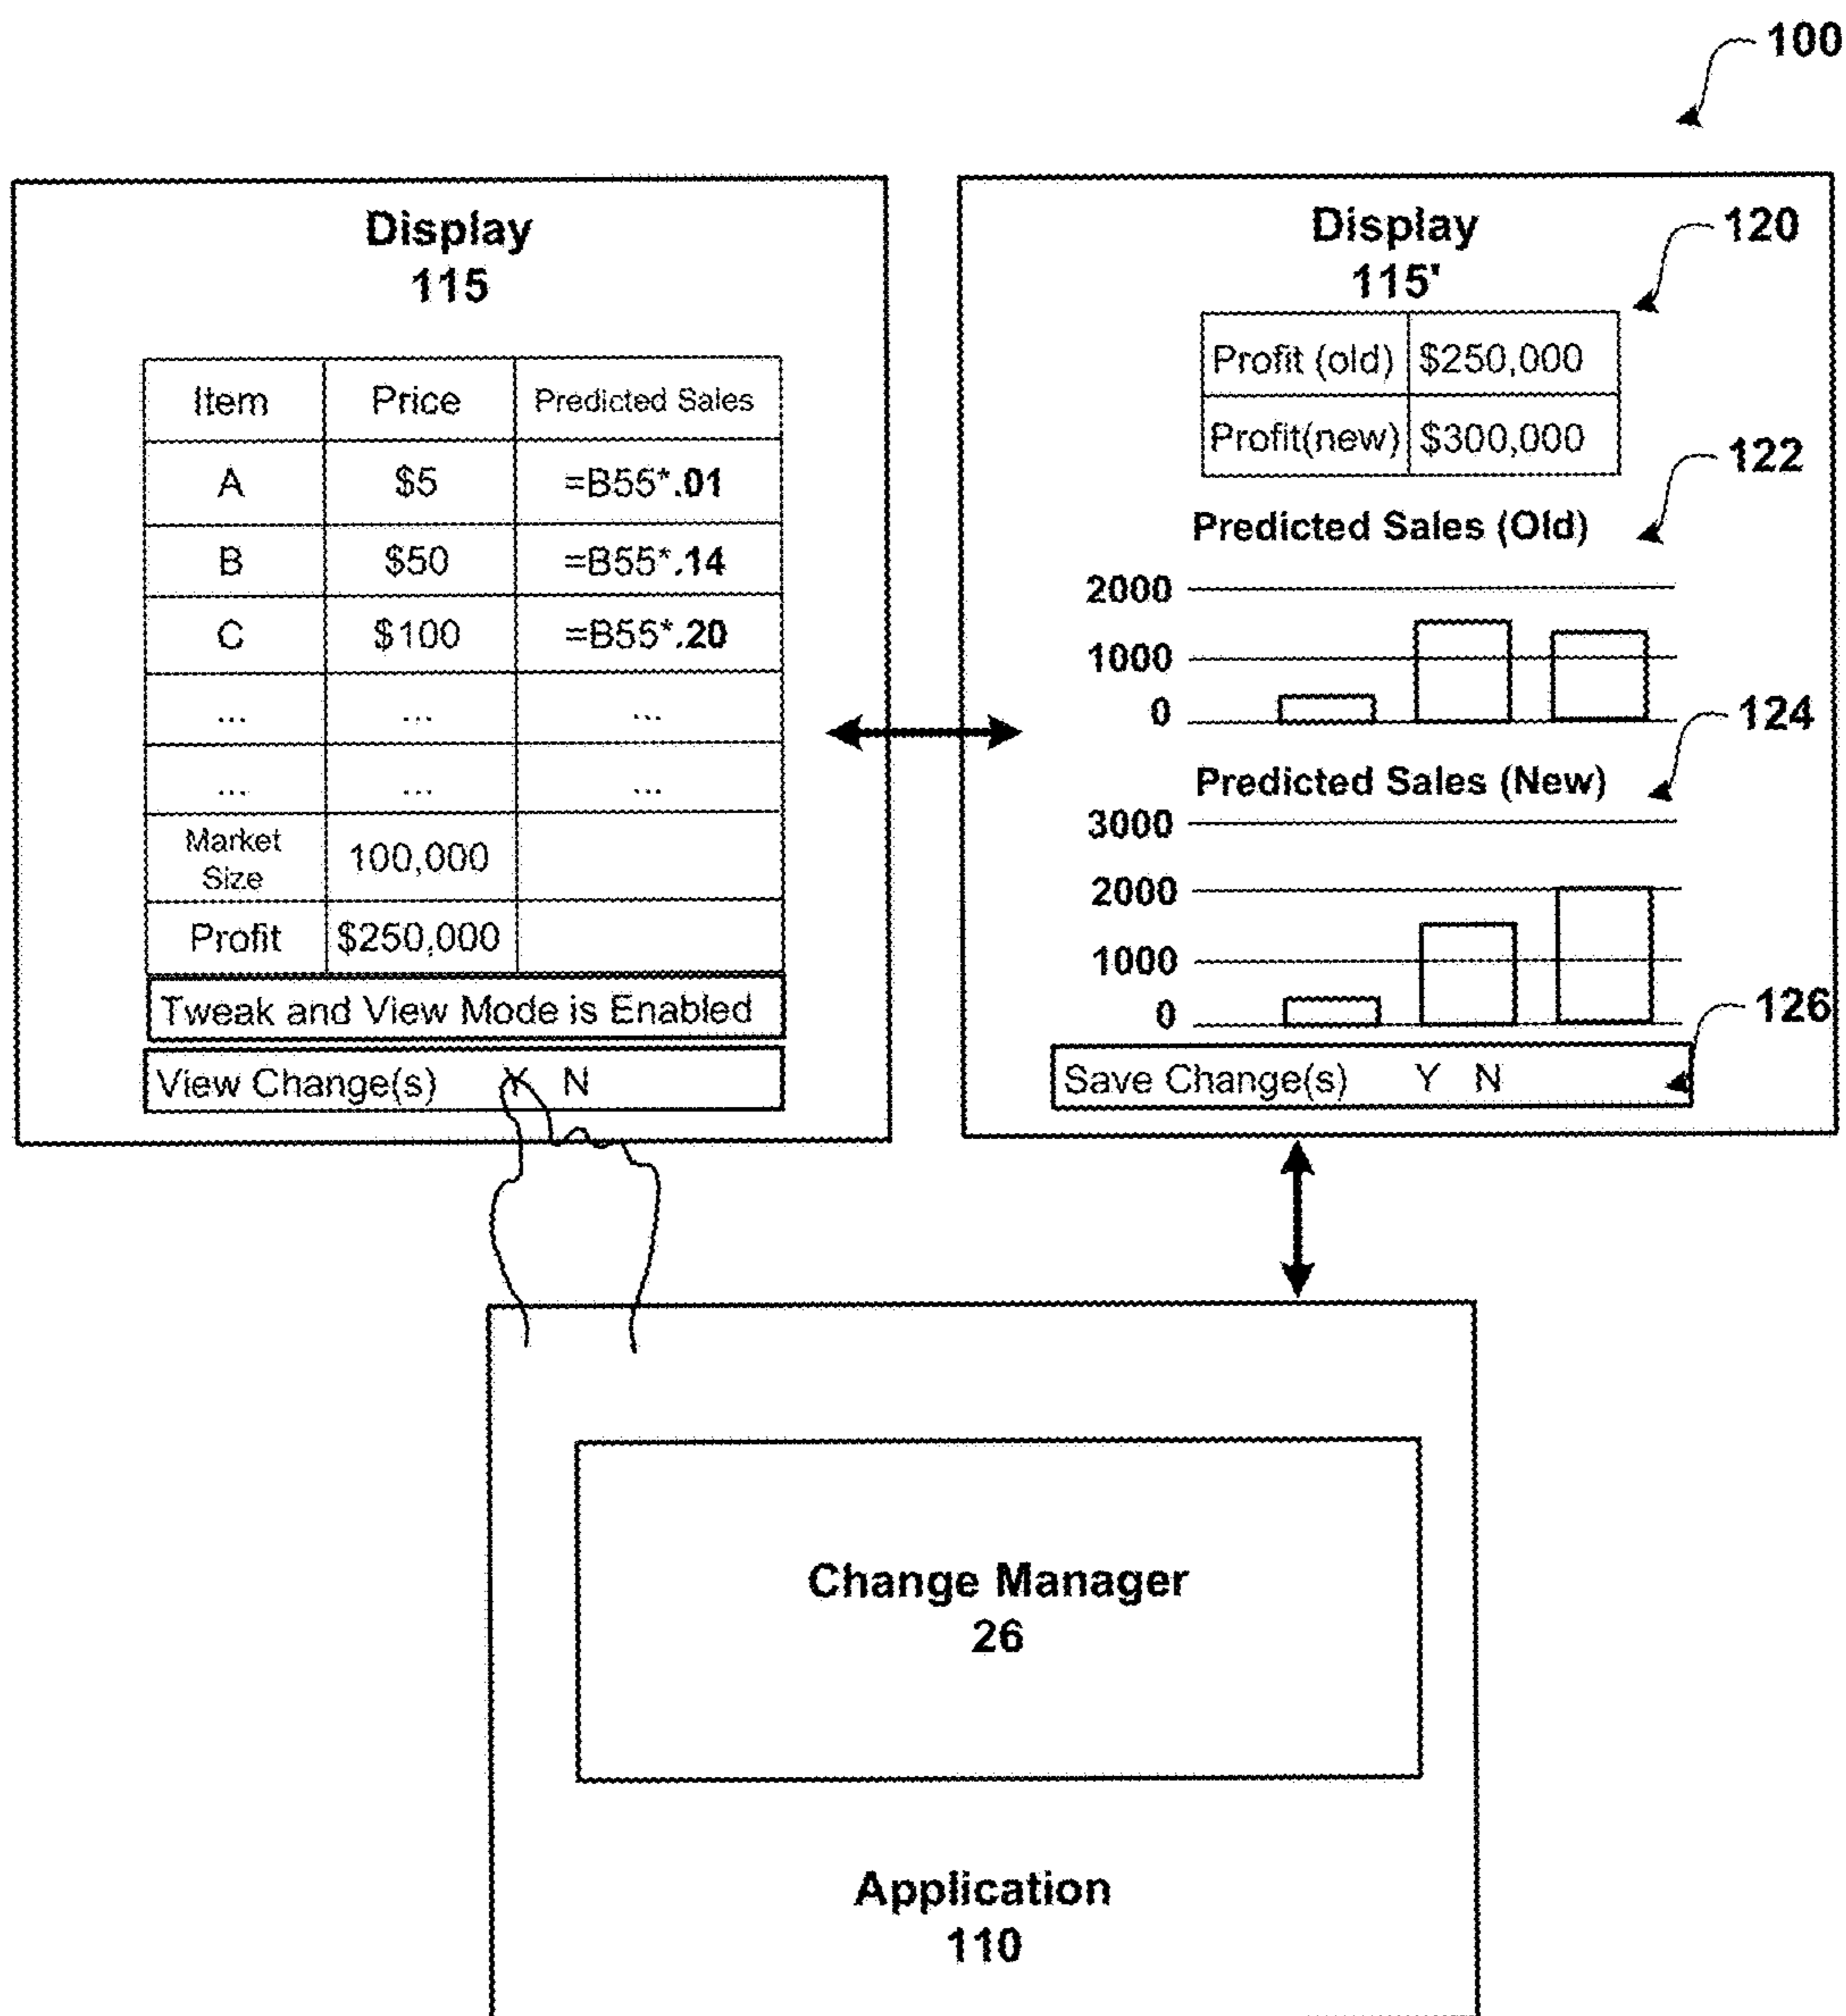 100
Display
115
Item Price Predicted Sales
A $5 =B55*.01
B $50 =B55*.14
C $100 =B55*.20
... ... ...
... ... ...
Market
Size 100,000
Profit $250,000
Tweak and View Mode is Enabled
View Change(s) Y N
Display
115'
120
Profit (old) $250,000
Profit(new) $300,000
122
Predicted Sales (Old)
2000
1000
0
124
Predicted Sales (New)
3000
2000
1000
0
126
Save Change(s) Y N
Change Manager
26
Application
110